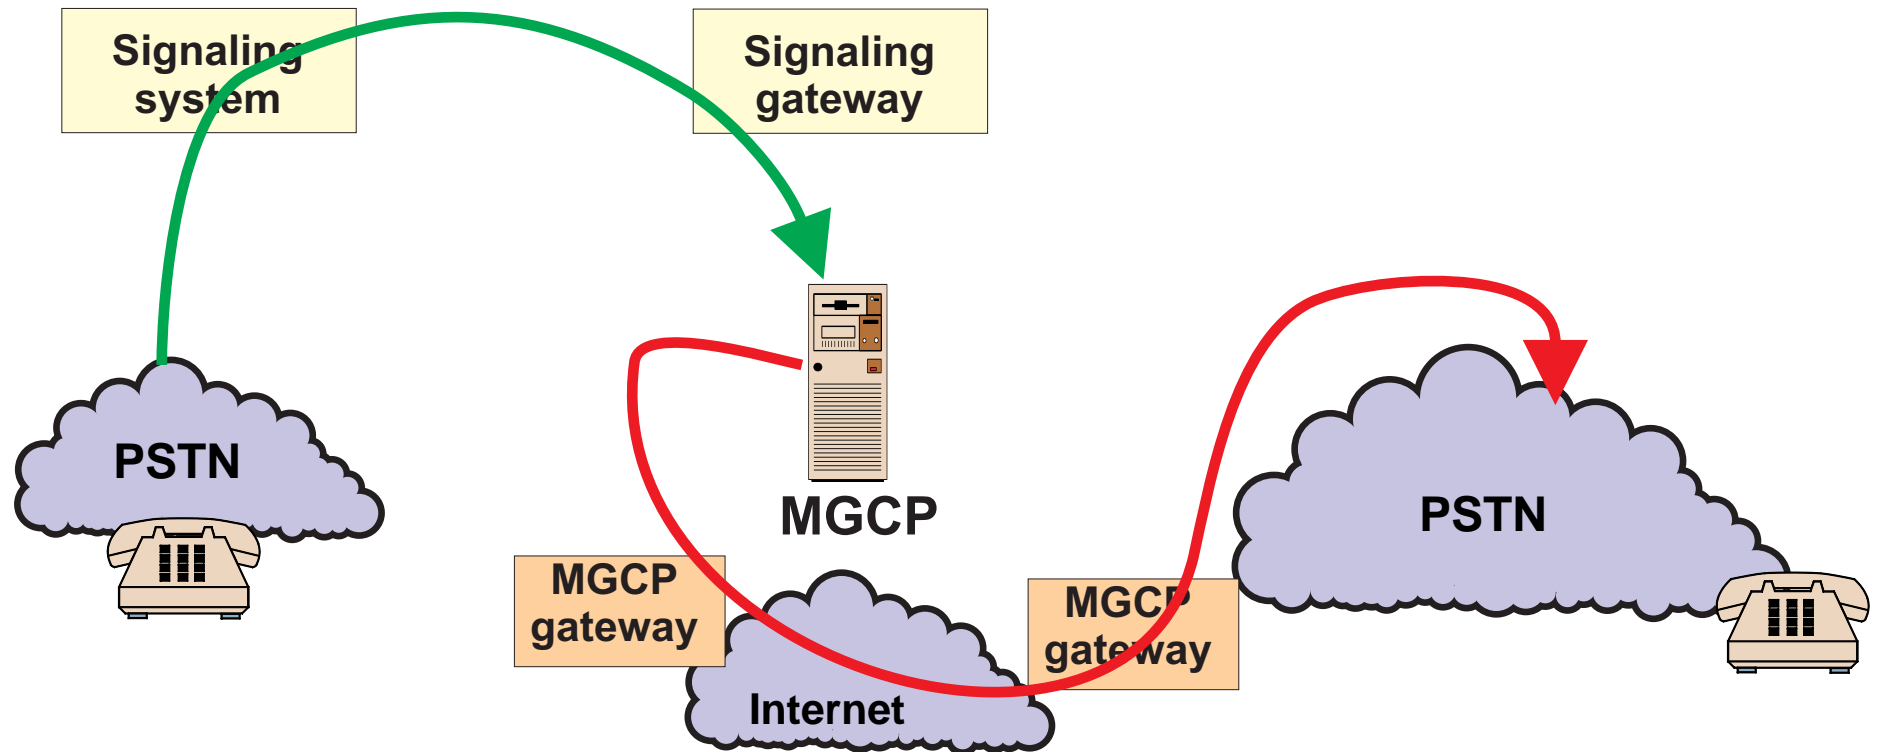 Signaling
system
Signaling
gateway
PSTN
MGCP
PSTN
MGCP
gateway
MGCP
gateway
Internet